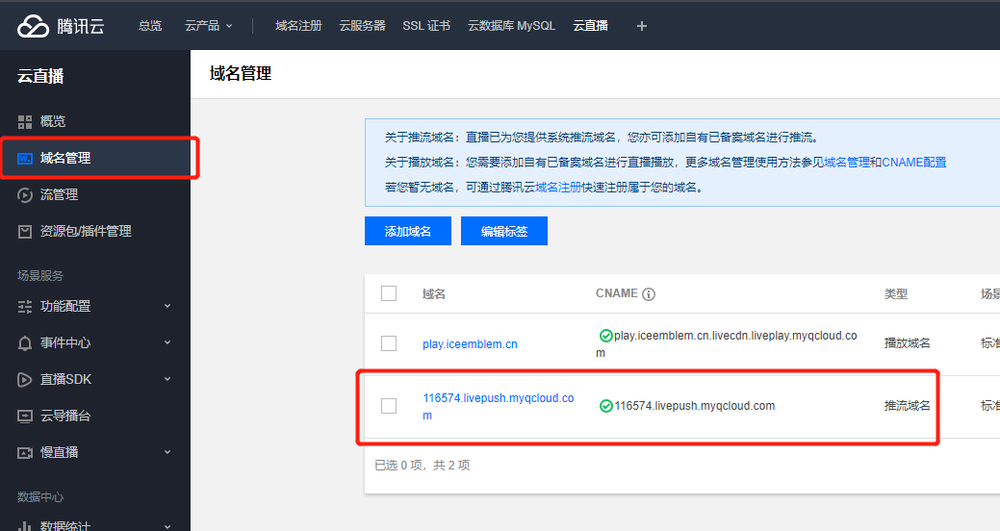 腾讯云 总览 云产品 域名注册 云服务器 SSL 证书 云数据库 MySQL 云直播 +
云直播
概览
域名管理
流管理
资源包/插件管理
场景服务
功能配置
事件中心
直播SDK
云导播台
慢直播
数据中心
数据统计
域名管理
关于推流域名：直播已为您提供系统推流域名，您亦可添加自有已备案域名进行推流。
关于播放域名：您需要添加自有已备案域名进行直播播放，更多域名管理使用方法参见域名管理和CNAME配置
若您暂无域名，可通过腾讯云域名注册快速注册属于您的域名。
添加域名 编辑标签
域名 CNAME 类型 场景
play.iceemblem.cn play.iceemblem.cn.livecdn.liveplay.myqcloud.co 播放域名 标准
m
116574.livepush.myqcloud.co 116574.livepush.myqcloud.com 推流域名 标准
m
已选 0 项，共 2 项